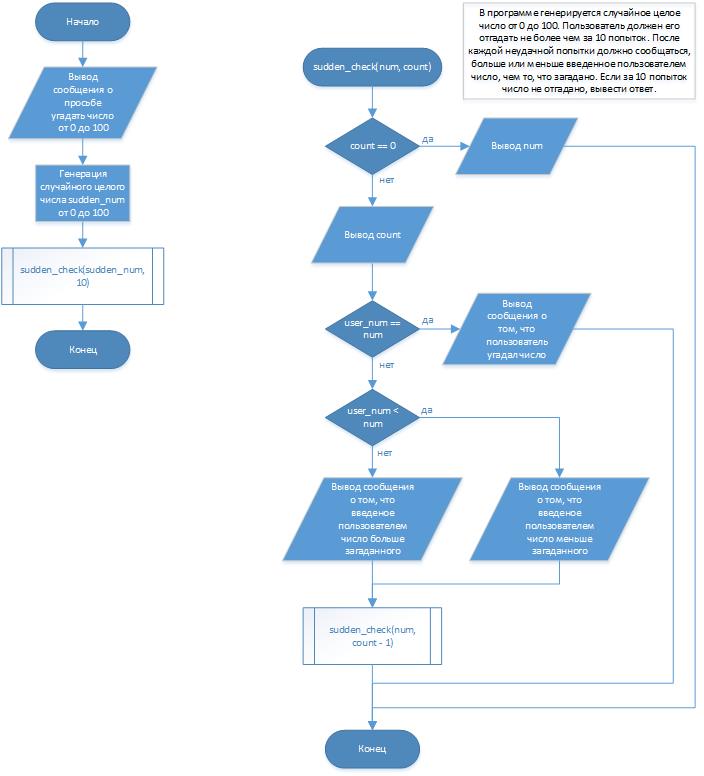 Начало
Вывод
сообщения о
просьбе
угадать число
от 0 до 100
Генерация
случайного целого
числа sudden_num
от 0 до 100
sudden_check(sudden_num,
10)
Конец
В программе генерируется случайное целое
число от 0 до 100. Пользователь должен его
отгадать не более чем за 10 попыток. После
каждой неудачной попытки должно сообщаться,
больше или меньше введенное пользователем
число, чем то, что загадано. Если за 10 попыток
число не отгадано, вывести ответ.
sudden_check(num, count)
count == 0
да
Вывод num
нет
Вывод count
user_num ==
num
да
Вывод
сообщения о
том, что
пользователь
угадал число
нет
user_num <
num
да
нет
Вывод сообщения
о том, что
введеное
пользователем
число больше
загаданного
Вывод сообщения
о том, что
введеное
пользователем
число меньше
загаданного
sudden_check(num,
count - 1)
Конец